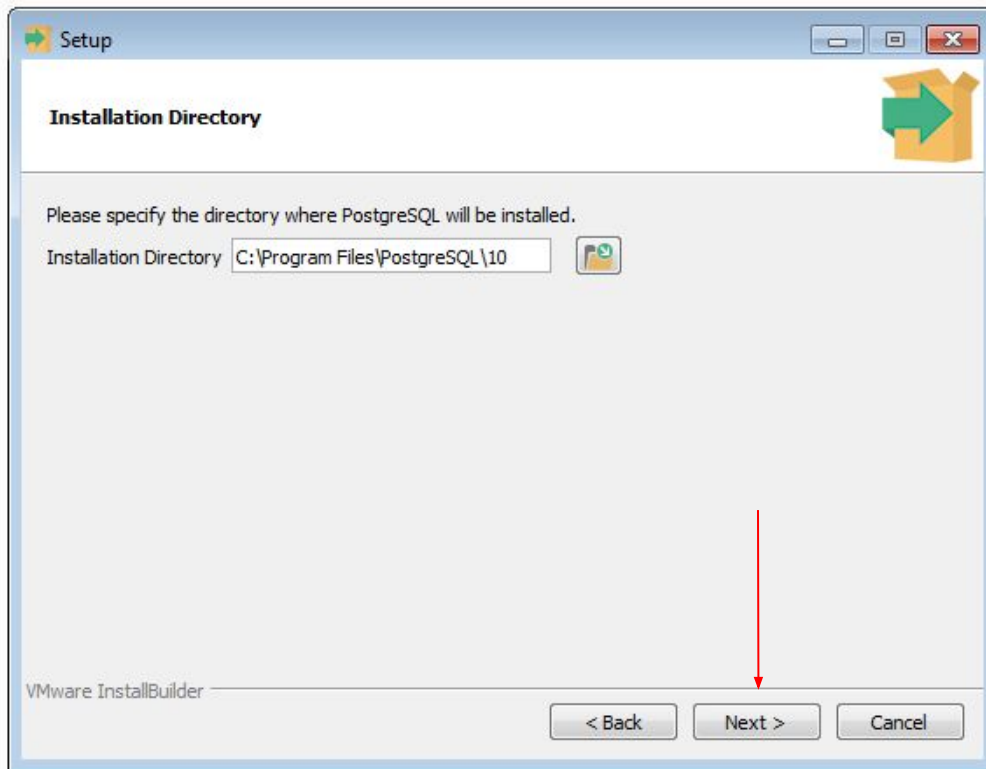 Setup
Installation Directory
Please specify the directory where PostgreSQL will be installed.
Installation Directory C:\Program Files\PostgreSQL\10
VMware InstallBuilder
< Back Next > Cancel